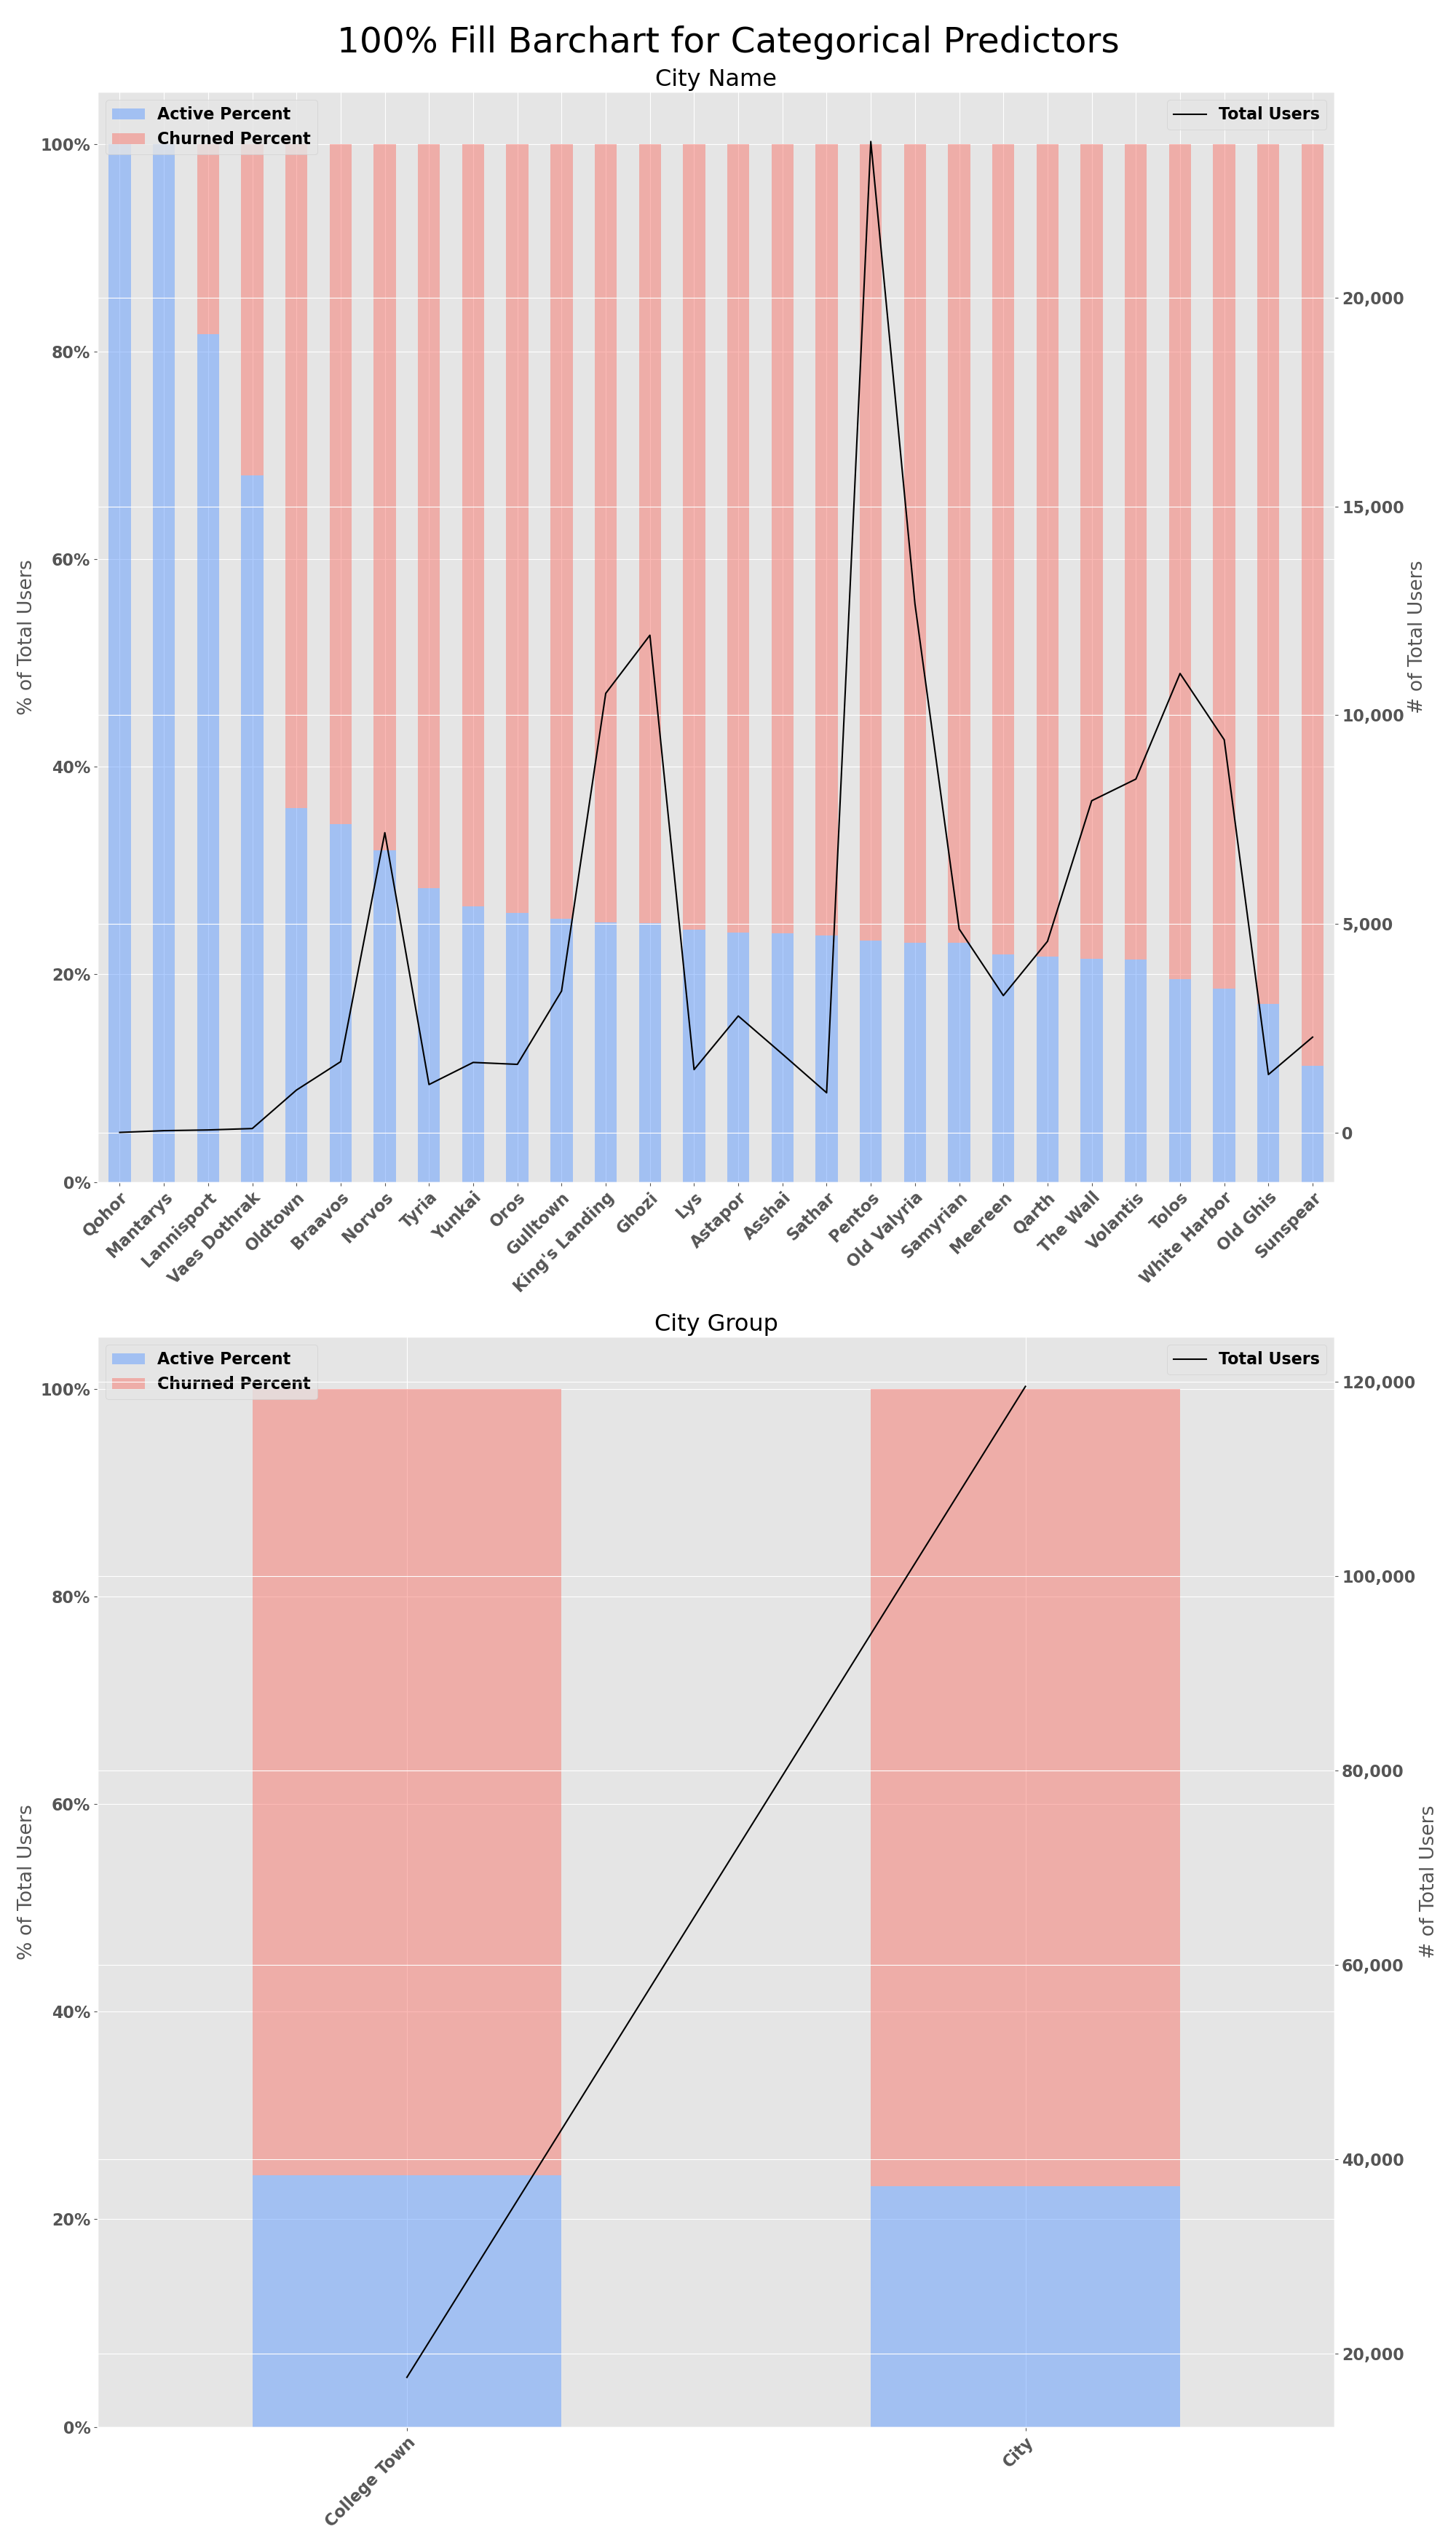 100% Fill Barchart for Categorical Predictors
City Name
Active Percent
Churned Percent
Total Users
100%
80%
60%
40%
20%
0%
% of Total Users
20,000
15,000
10,000
5,000
0
# of Total Users
Qohor
Mantarys
Lannisport
Vaes Dothrak
Oldtown
Braavos
Norvos
Tyria
Yunkai
Oros
Gulltown
King's Landing
Ghozi
Lys
Astapor
Asshai
Sathar
Pentos
Old Valyria
Samyrian
Meereen
Qarth
The Wall
Volantis
Tolos
White Harbor
Old Ghis
Sunspear
City Group
Active Percent
Churned Percent
Total Users
100%
80%
60%
40%
20%
0%
% of Total Users
120,000
100,000
80,000
60,000
40,000
20,000
# of Total Users
College Town
City